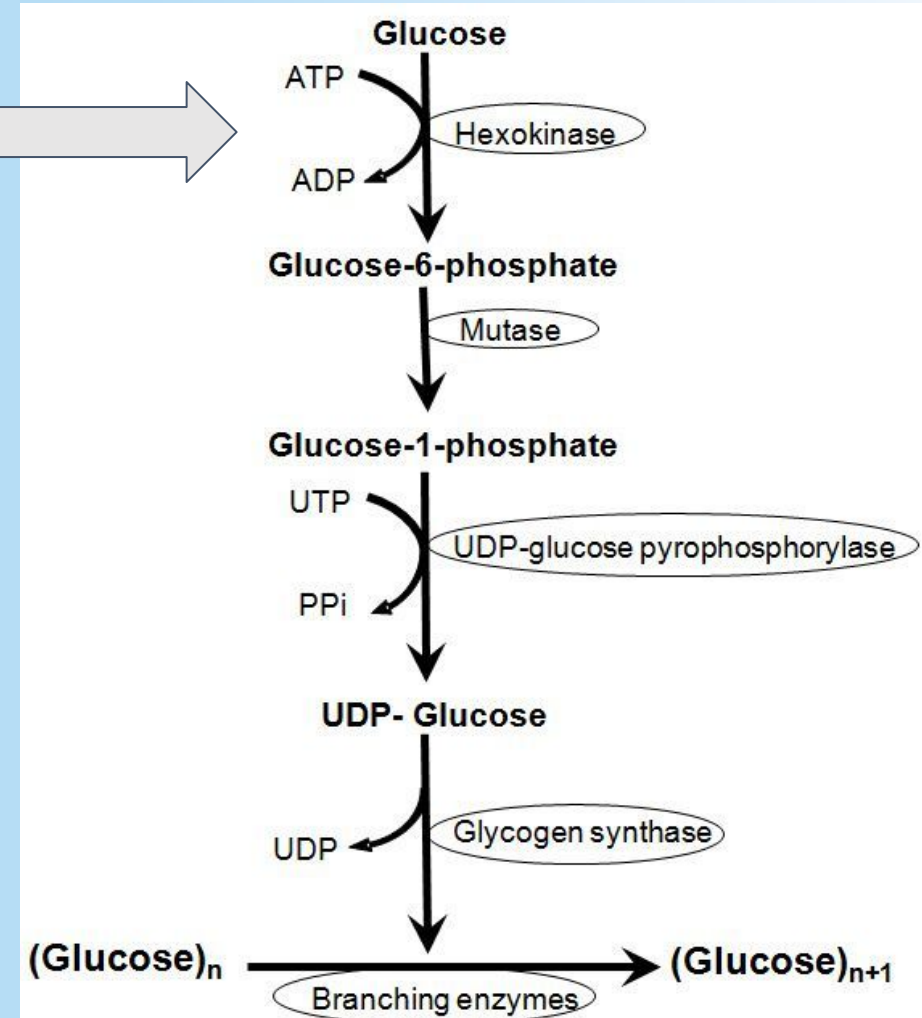 Glucose
ATP
Hexokinase
ADP
Glucose-6-phosphate
Mutase
Glucose-1-phosphate
UTP
UDP-glucose pyrophosphorylase
PPi
UDP- Glucose
Glycogen synthase
UDP
(Glucose)n (Glucose)n+1
Branching enzymes